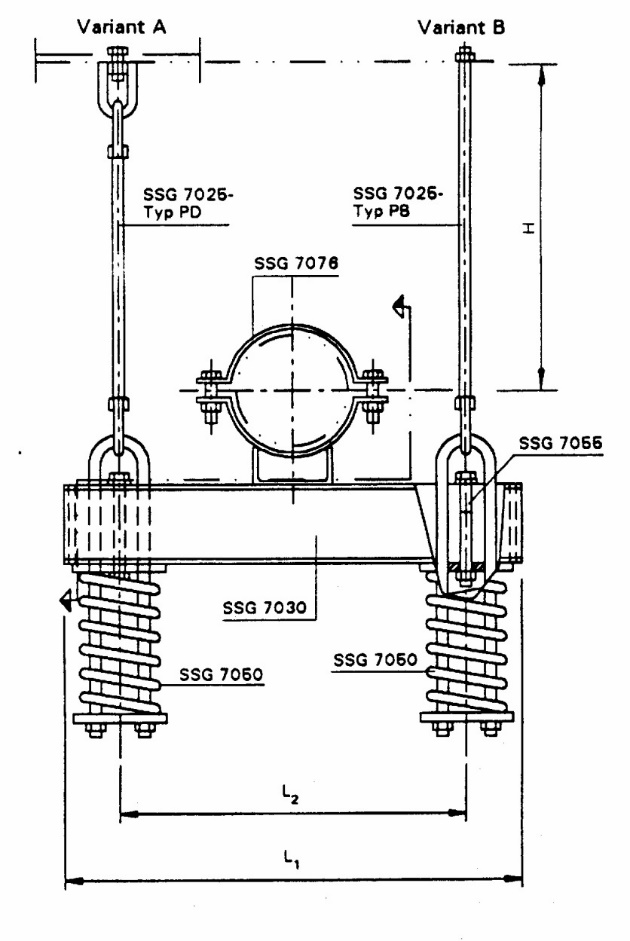 Variant A
Variant B
SSG 7025-
Typ PD
SSG 7025-
Typ PB
H
SSG 7076
SSG 7055
SSG 7030
SSG 7050
SSG 7050
L2
L1